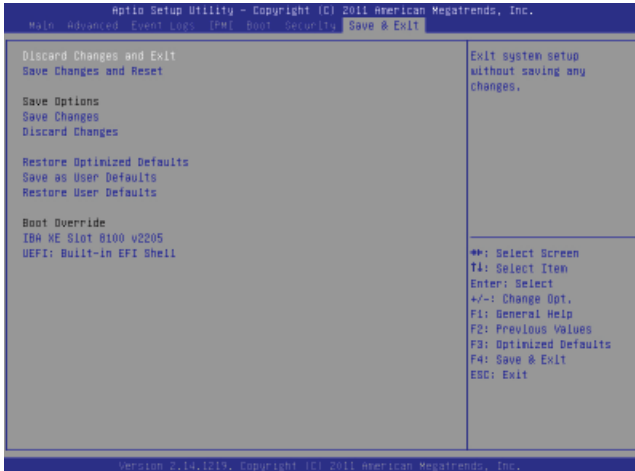 Aptio Setup Utility - Copyright (C) 2011 American Megatrends, Inc.
Main Advanced Event Logs IPMI Boot Security Save & Exit
Discard Changes and Exit
Save Changes and Reset
Save Options
Save Changes
Discard Changes
Restore Optimized Defaults
Save as User Defaults
Restore User Defaults
Boot Override
IBA XE Slot 8100 v2205
UEFI: Built-in EFI Shell
Exit system setup
without saving any
changes.
→←: Select Screen
↑↓: Select Item
Enter: Select
+/-: Change Opt.
F1: General Help
F2: Previous Values
F3: Optimized Defaults
F4: Save & Exit
ESC: Exit
Version 2.14.1219. Copyright (C) 2011 American Megatrends, Inc.